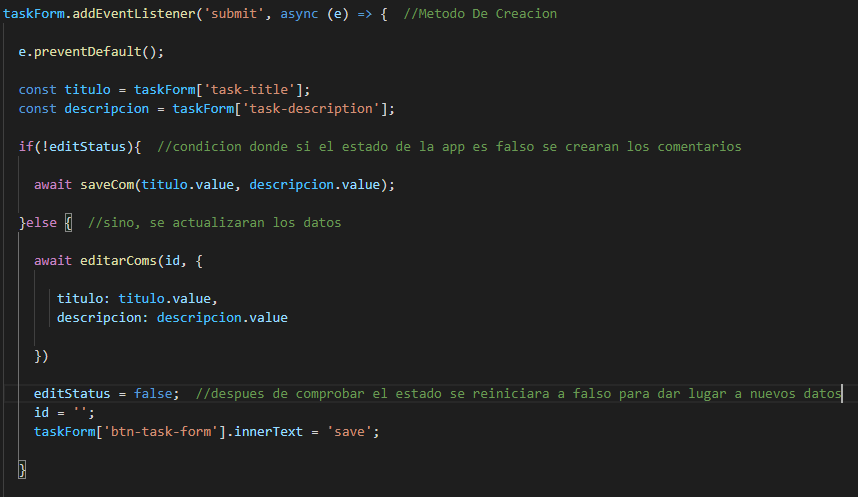 taskForm.addEventListener('submit', async (e) => {  //Metodo De Creacion
e.preventDefault();
const titulo = taskForm['task-title'];
const descripcion = taskForm['task-description'];
if(!editStatus){  //condicion donde si el estado de la app es falso se crearan los comentarios
await saveCom(titulo.value, descripcion.value);
}else {  //sino, se actualizaran los datos
await editarComs(id, {
titulo: titulo.value,
descripcion: descripcion.value
})
editStatus = false;  //despues de comprobar el estado se reiniciara a falso para dar lugar a nuevos datos
id = '';
taskForm['btn-task-form'].innerText = 'save';
}